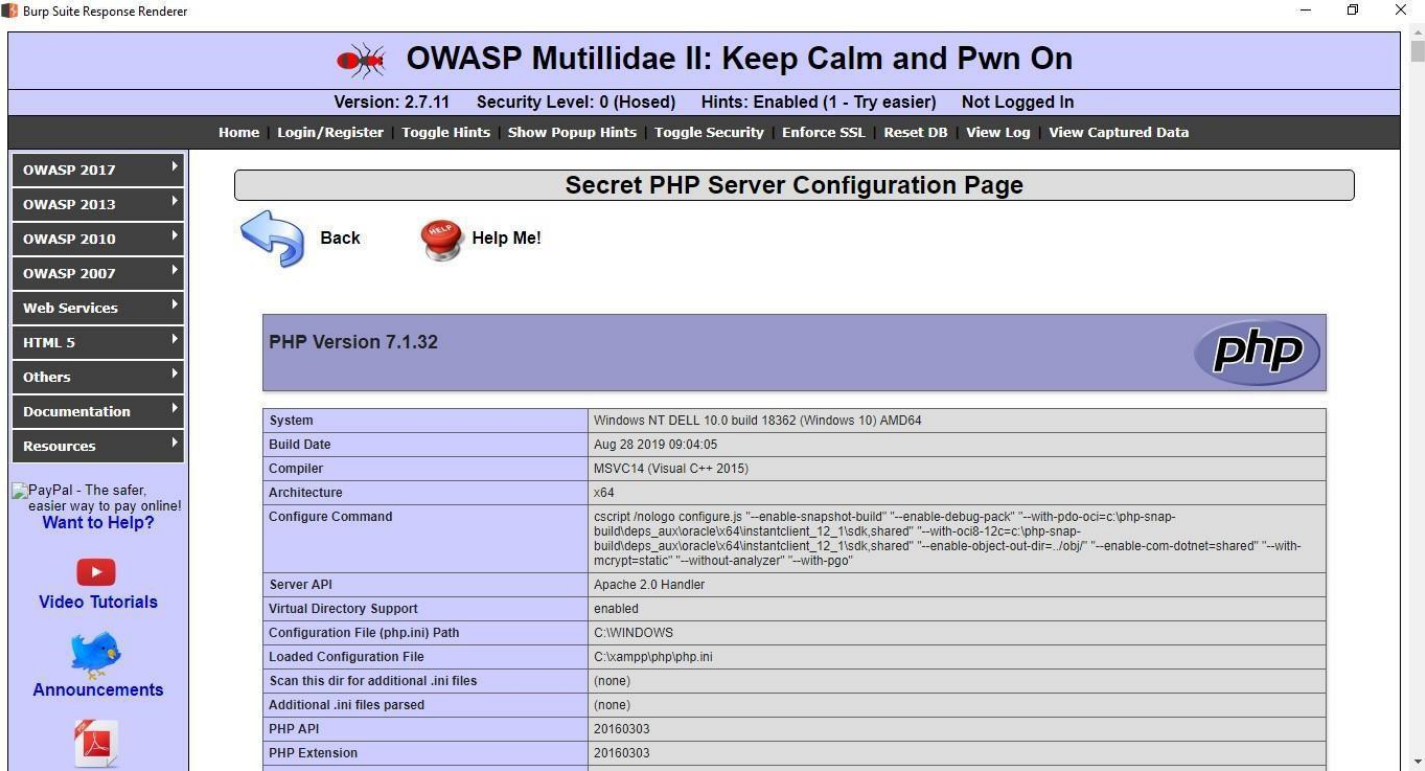 Burp Suite Response Renderer
OWASP Mutillidae II: Keep Calm and Pwn On
Version: 2.7.11 Security Level: 0 (Hosed) Hints: Enabled (1 - Try easier) Not Logged In
Home Login/Register Toggle Hints Show Popup Hints Toggle Security Enforce SSL Reset DB View Log View Captured Data
OWASP 2017
OWASP 2013
OWASP 2010
OWASP 2007
Web Services
HTML 5
Others
Documentation
Resources
PayPal - The safer,
easier way to pay online!
Want to Help?
Video Tutorials
Announcements
Secret PHP Server Configuration Page
Back
HELP
Help Me!
PHP Version 7.1.32
php
System Windows NT DELL 10.0 build 18362 (Windows 10) AMD64
Build Date Aug 28 2019 09:04:05
Compiler MSVC14 (Visual C++ 2015)
Architecture x64
Configure Command cscript /nologo configure.js "--enable-snapshot-build" "--enable-debug-pack" "--with-pdo-oci=c:\php-snap-
build\deps_aux\oracle\x64\instantclient_12_1\sdk,shared" "--with-oci8-12c=c:\php-snap-
build\deps_aux\oracle\x64\instantclient_12_1\sdk,shared" "--enable-object-out-dir=../obj/" "--enable-com-dotnet=shared" "--with-
mcrypt=static" "--without-analyzer" "--with-pgo"
Server API Apache 2.0 Handler
Virtual Directory Support enabled
Configuration File (php.ini) Path C:\WINDOWS
Loaded Configuration File C:\xampp\php\php.ini
Scan this dir for additional .ini files (none)
Additional .ini files parsed (none)
PHP API 20160303
PHP Extension 20160303